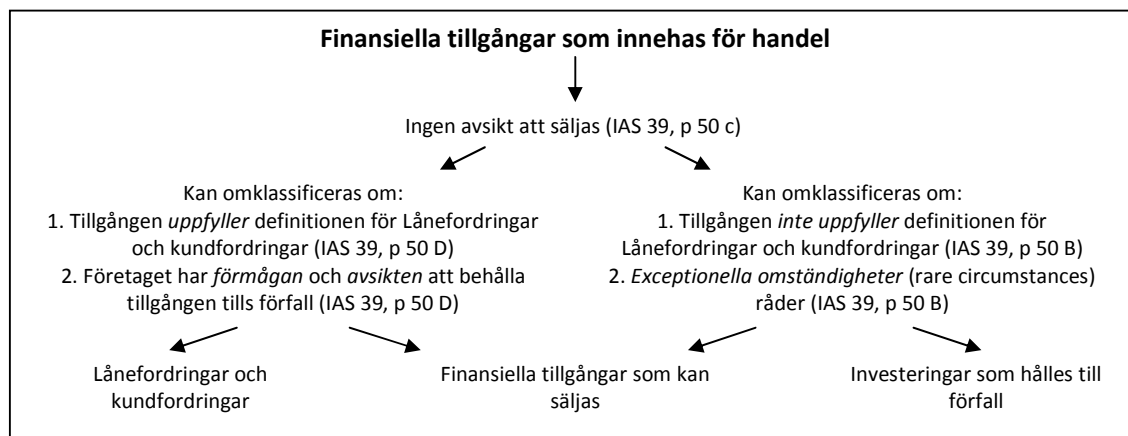 Finansiella tillgångar som innehas för handel
Ingen avsikt att säljas (IAS 39, p 50 c)
Kan omklassificeras om:
1. Tillgången uppfyller definitionen för Lånefordringar
och kundfordringar (IAS 39, p 50 D)
2. Företaget har förmågan och avsikten att behålla
tillgången tills förfall (IAS 39, p 50 D)
Kan omklassificeras om:
1. Tillgången inte uppfyller definitionen för
Lånefordringar och kundfordringar (IAS 39, p 50 B)
2. Exceptionella omständigheter (rare circumstances)
råder (IAS 39, p 50 B)
Lånefordringar och
kundfordringar
Finansiella tillgångar som kan
säljas
Investeringar som hålles till
förfall